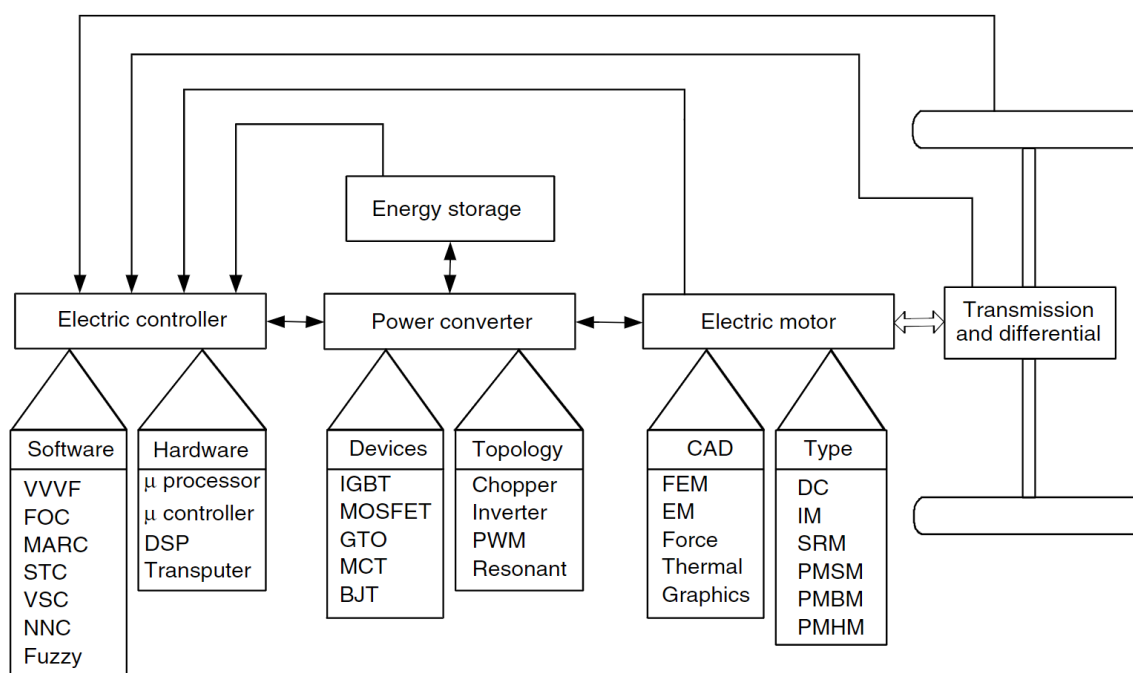 Energy storage
Electric controller
Power converter
Electric motor
Transmission
and differential
Software
VVVF
FOC
MARC
STC
VSC
NNC
Fuzzy
Hardware
μ processor
μ controller
DSP
Transputer
Devices
IGBT
MOSFET
GTO
MCT
BJT
Topology
Chopper
Inverter
PWM
Resonant
CAD
FEM
EM
Force
Thermal
Graphics
Type
DC
IM
SRM
PMSM
PMBM
PMHM